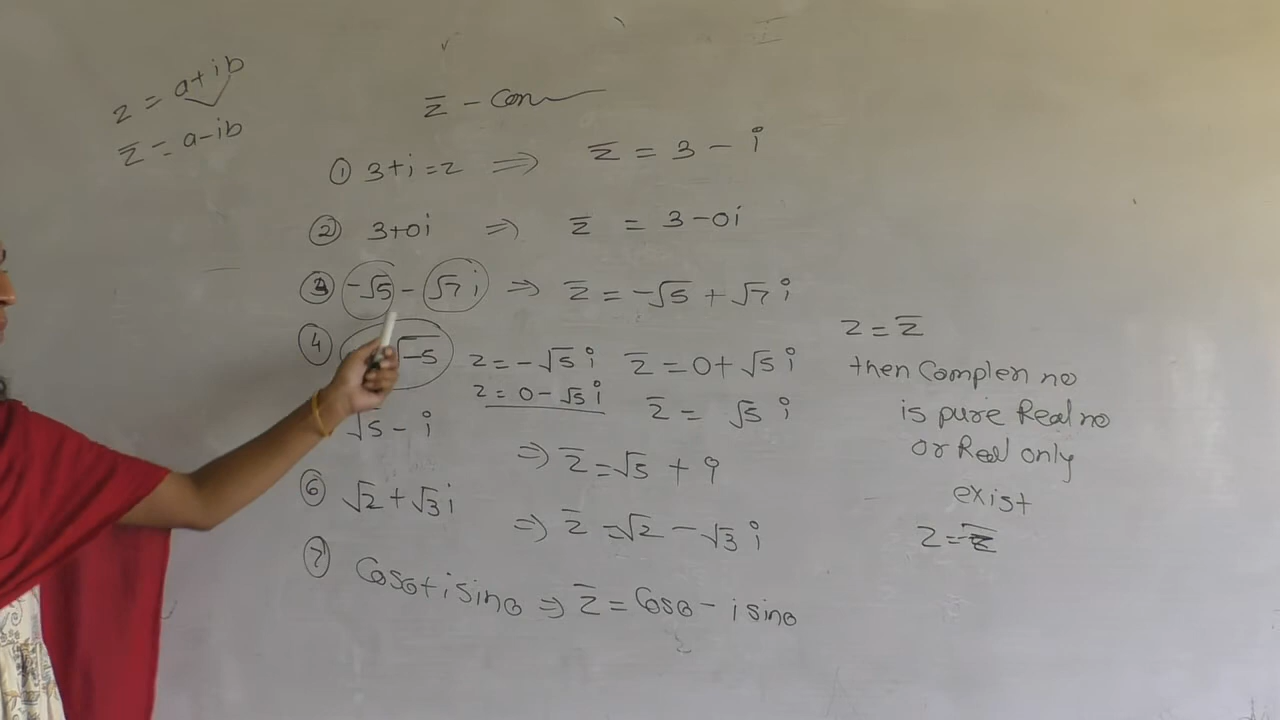 z = a+ib
z̄ = a-ib
z̄ - Con
① 3+i=z ⇒ z̄ = 3 - i
② 3+0i ⇒ z̄ = 3-0i
③ -√5 - √7 i ⇒ z̄ = -√5 + √7 i
④ √-5 z = -√5 i z̄ = 0 + √5 i
z = 0 - √5 i z̄ = √5 i
√5 - i ⇒ z̄ = √5 + i
⑥ √2 + √3 i ⇒ z̄ = √2 - √3 i
⑦ Cosθ + i sinθ ⇒ z̄ = Cosθ - i sinθ
z = z̄
then Complex no
is pure Real no
or Real only
exist
z = z̄